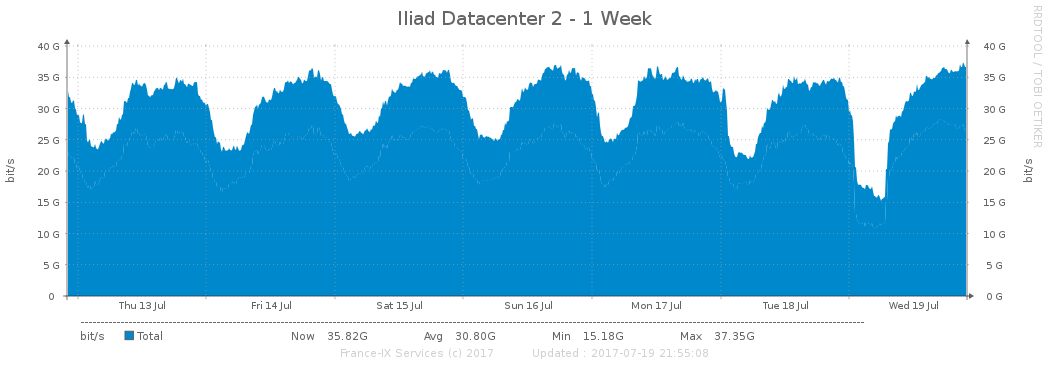 Iliad Datacenter 2 - 1 Week
RRDTOOL / TOBI OETIKER
40 G 40 G
35 G 35 G
30 G 30 G
25 G 25 G
20 G 20 G
15 G 15 G
10 G 10 G
5 G 5 G
0 0 G
bit/s bit/s
Thu 13 Jul Fri 14 Jul Sat 15 Jul Sun 16 Jul Mon 17 Jul Tue 18 Jul Wed 19 Jul
bit/s Total Now 35.82G Avg 30.80G Min 15.18G Max 37.35G
France-IX Services (c) 2017 Updated : 2017-07-19 21:55:08